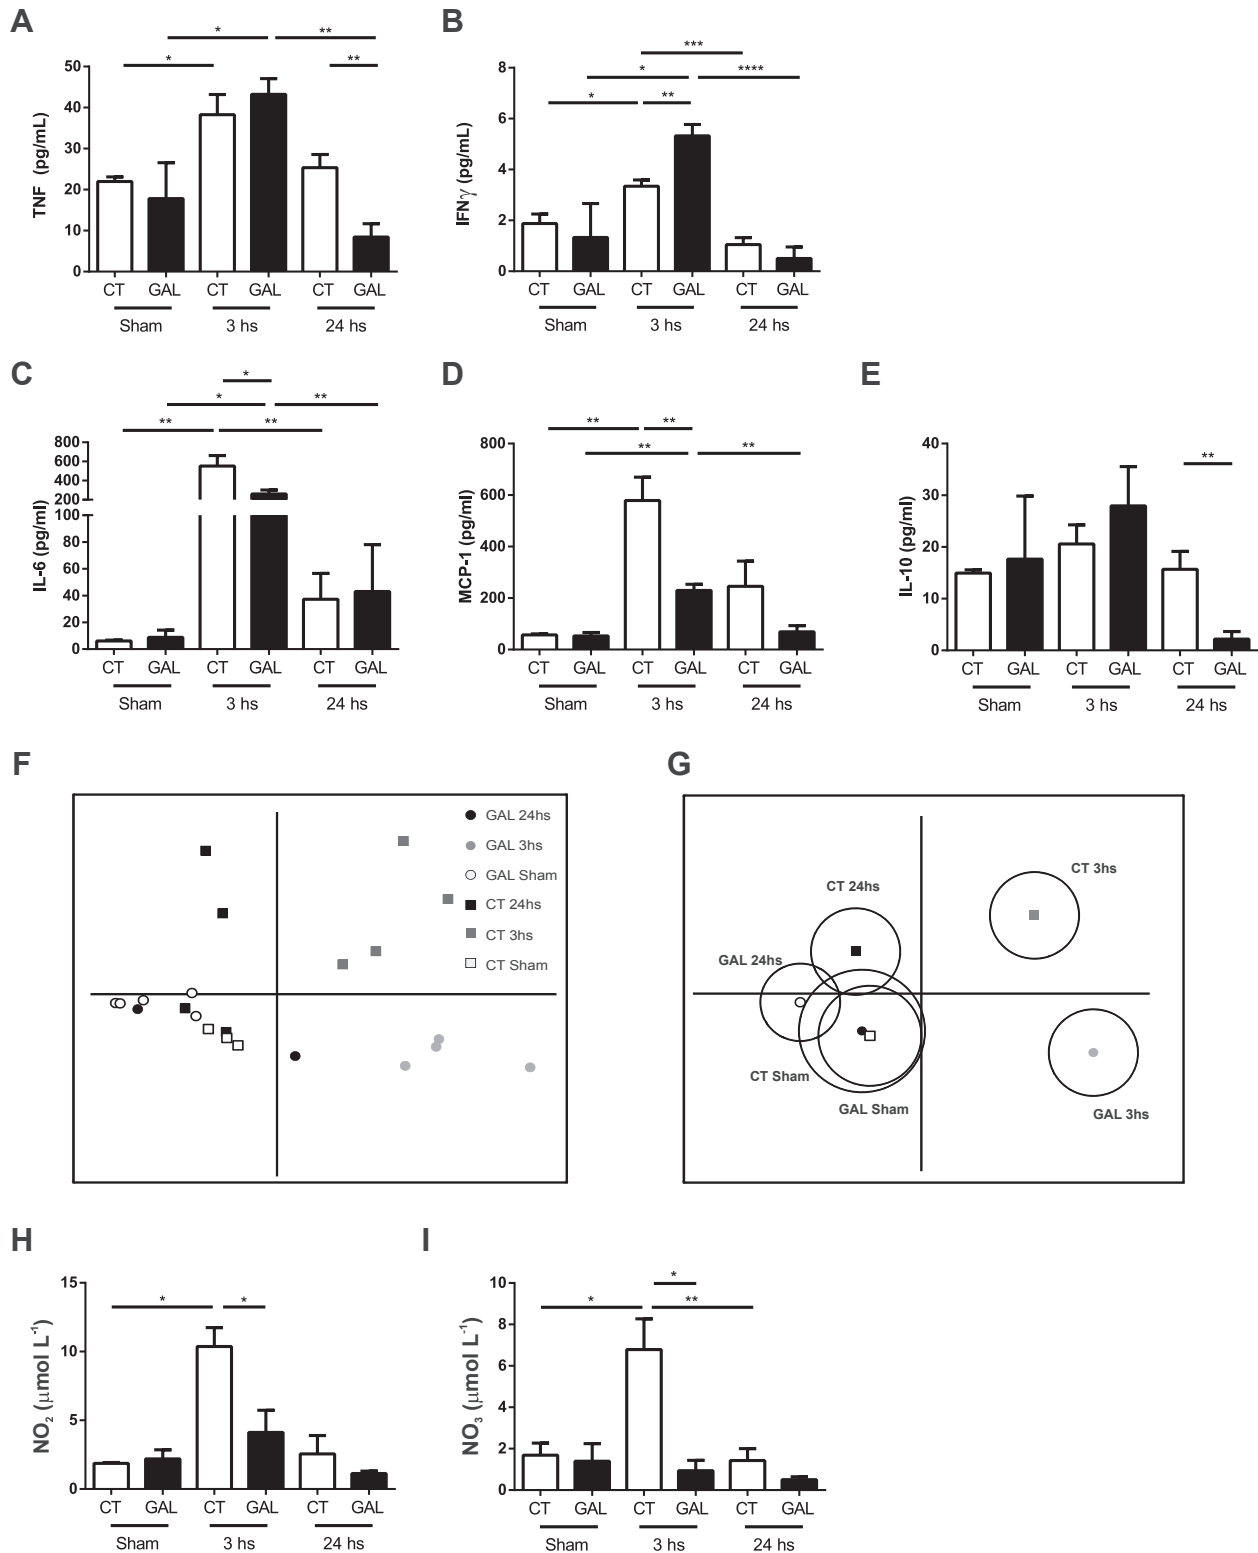 A
B
* **
* **
TNF (pg/mL)
50
40
30
20
10
0
CT GAL CT GAL CT GAL
Sham 3 hs 24 hs
***
* ****
* **
IFNγ (pg/mL)
8
6
4
2
0
CT GAL CT GAL CT GAL
Sham 3 hs 24 hs
C
D
E
*
* **
** **
IL-6 (pg/ml)
800
600
400
200
100
80
60
40
20
0
CT GAL CT GAL CT GAL
Sham 3 hs 24 hs
** **
** **
MCP-1 (pg/ml)
800
600
400
200
0
CT GAL CT GAL CT GAL
Sham 3 hs 24 hs
**
IL-10 (pg/ml)
40
30
20
10
0
CT GAL CT GAL CT GAL
Sham 3 hs 24 hs
F
G
GAL 24hs
GAL 3hs
GAL Sham
CT 24hs
CT 3hs
CT Sham
CT 3hs
CT 24hs
GAL 24hs
CT Sham
GAL Sham
GAL 3hs
H
I
* *
NO₂ (μmol L⁻¹)
15
10
5
0
CT GAL CT GAL CT GAL
Sham 3 hs 24 hs
*
* **
NO₃ (μmol L⁻¹)
10
8
6
4
2
0
CT GAL CT GAL CT GAL
Sham 3 hs 24 hs